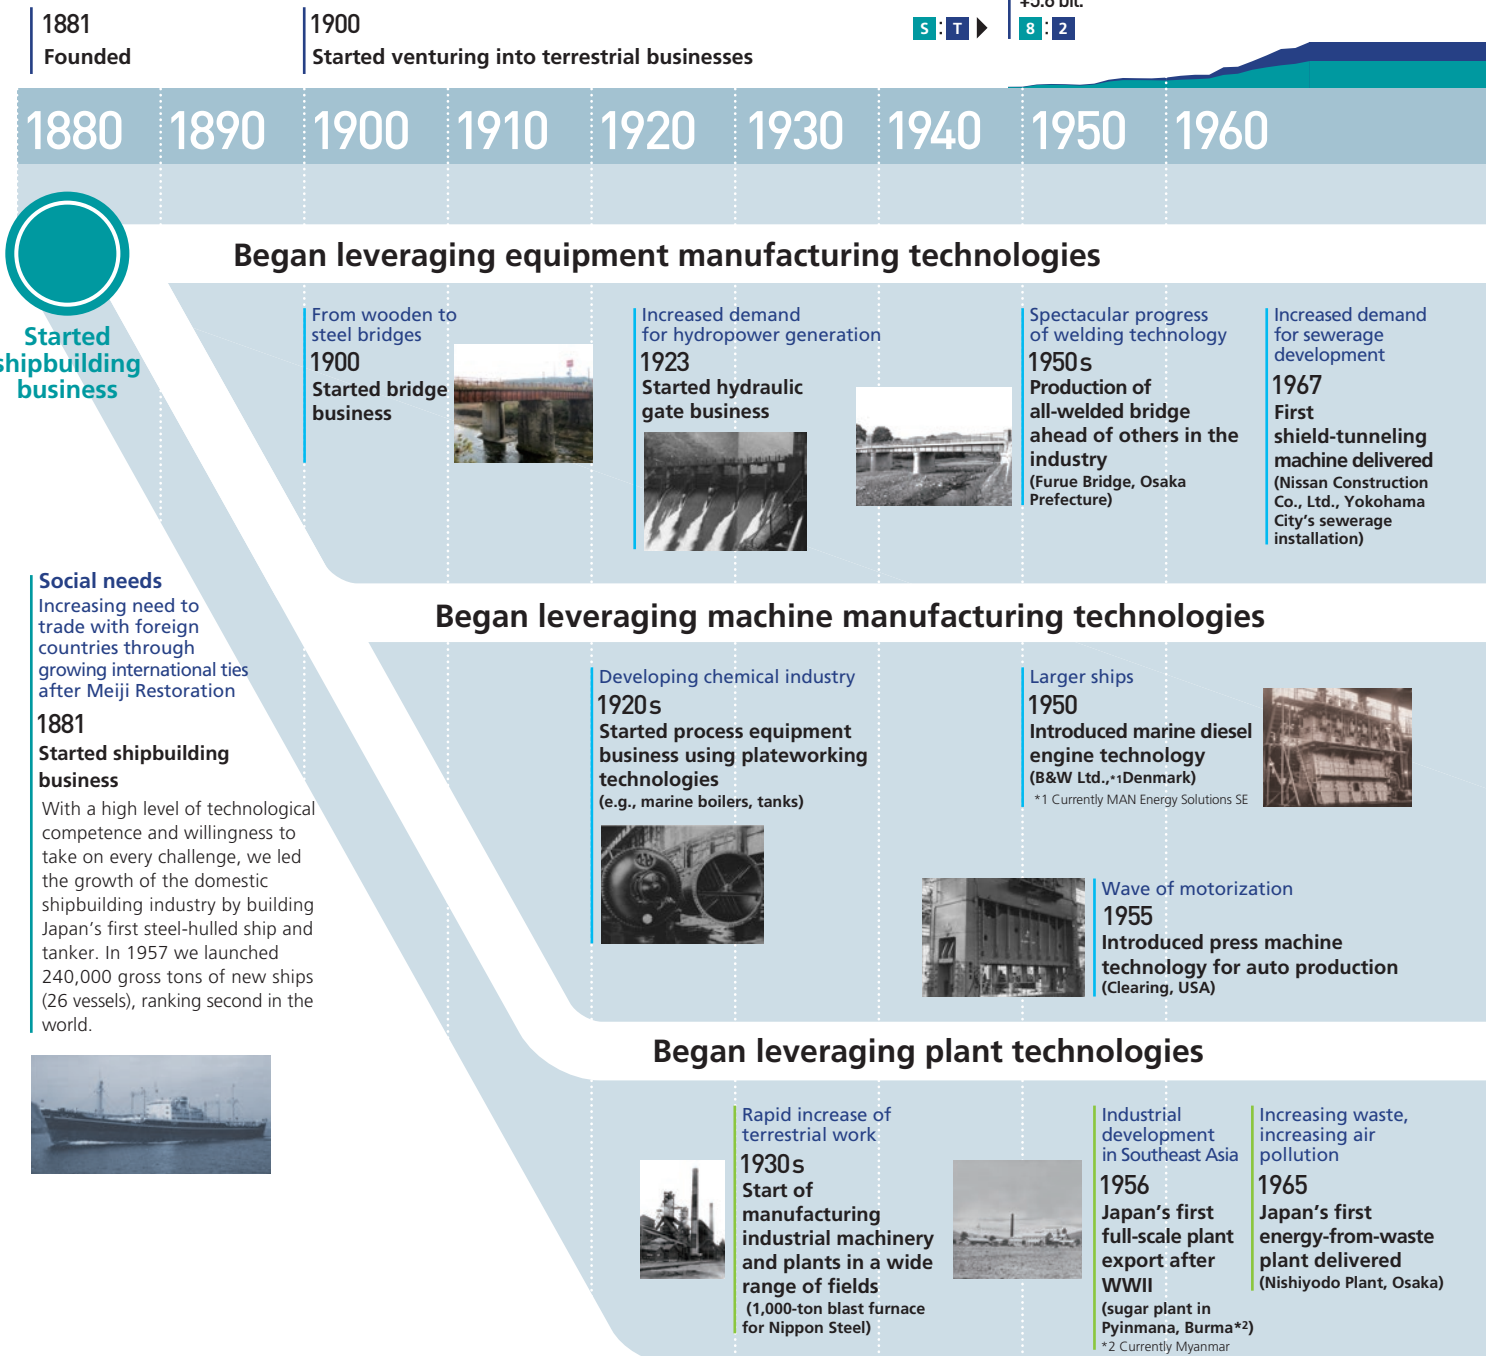 1881
Founded
1900
Started venturing into terrestrial businesses
S : T
8 : 2
1880 1890 1900 1910 1920 1930 1940 1950 1960
Started
shipbuilding
business
Began leveraging equipment manufacturing technologies
From wooden to
steel bridges
1900
Started bridge
business
Increased demand
for hydropower generation
1923
Started hydraulic
gate business
Spectacular progress
of welding technology
1950s
Production of
all-welded bridge
ahead of others in the
industry
(Furue Bridge, Osaka
Prefecture)
Increased demand
for sewerage
development
1967
First
shield-tunneling
machine delivered
(Nissan Construction
Co., Ltd., Yokohama
City's sewerage
installation)
Social needs
Increasing need to
trade with foreign
countries through
growing international ties
after Meiji Restoration
1881
Started shipbuilding
business
With a high level of technological
competence and willingness to
take on every challenge, we led
the growth of the domestic
shipbuilding industry by building
Japan's first steel-hulled ship and
tanker. In 1957 we launched
240,000 gross tons of new ships
(26 vessels), ranking second in the
world.
Began leveraging machine manufacturing technologies
Developing chemical industry
1920s
Started process equipment
business using plateworking
technologies
(e.g., marine boilers, tanks)
Larger ships
1950
Introduced marine diesel
engine technology
(B&W Ltd.,*1Denmark)
*1 Currently MAN Energy Solutions SE
Wave of motorization
1955
Introduced press machine
technology for auto production
(Clearing, USA)
Began leveraging plant technologies
Rapid increase of
terrestrial work
1930s
Start of
manufacturing
industrial machinery
and plants in a wide
range of fields
(1,000-ton blast furnace
for Nippon Steel)
Industrial
development
in Southeast Asia
1956
Japan's first
full-scale plant
export after
WWII
(sugar plant in
Pyinmana, Burma*2)
*2 Currently Myanmar
Increasing waste,
increasing air
pollution
1965
Japan's first
energy-from-waste
plant delivered
(Nishiyodo Plant, Osaka)